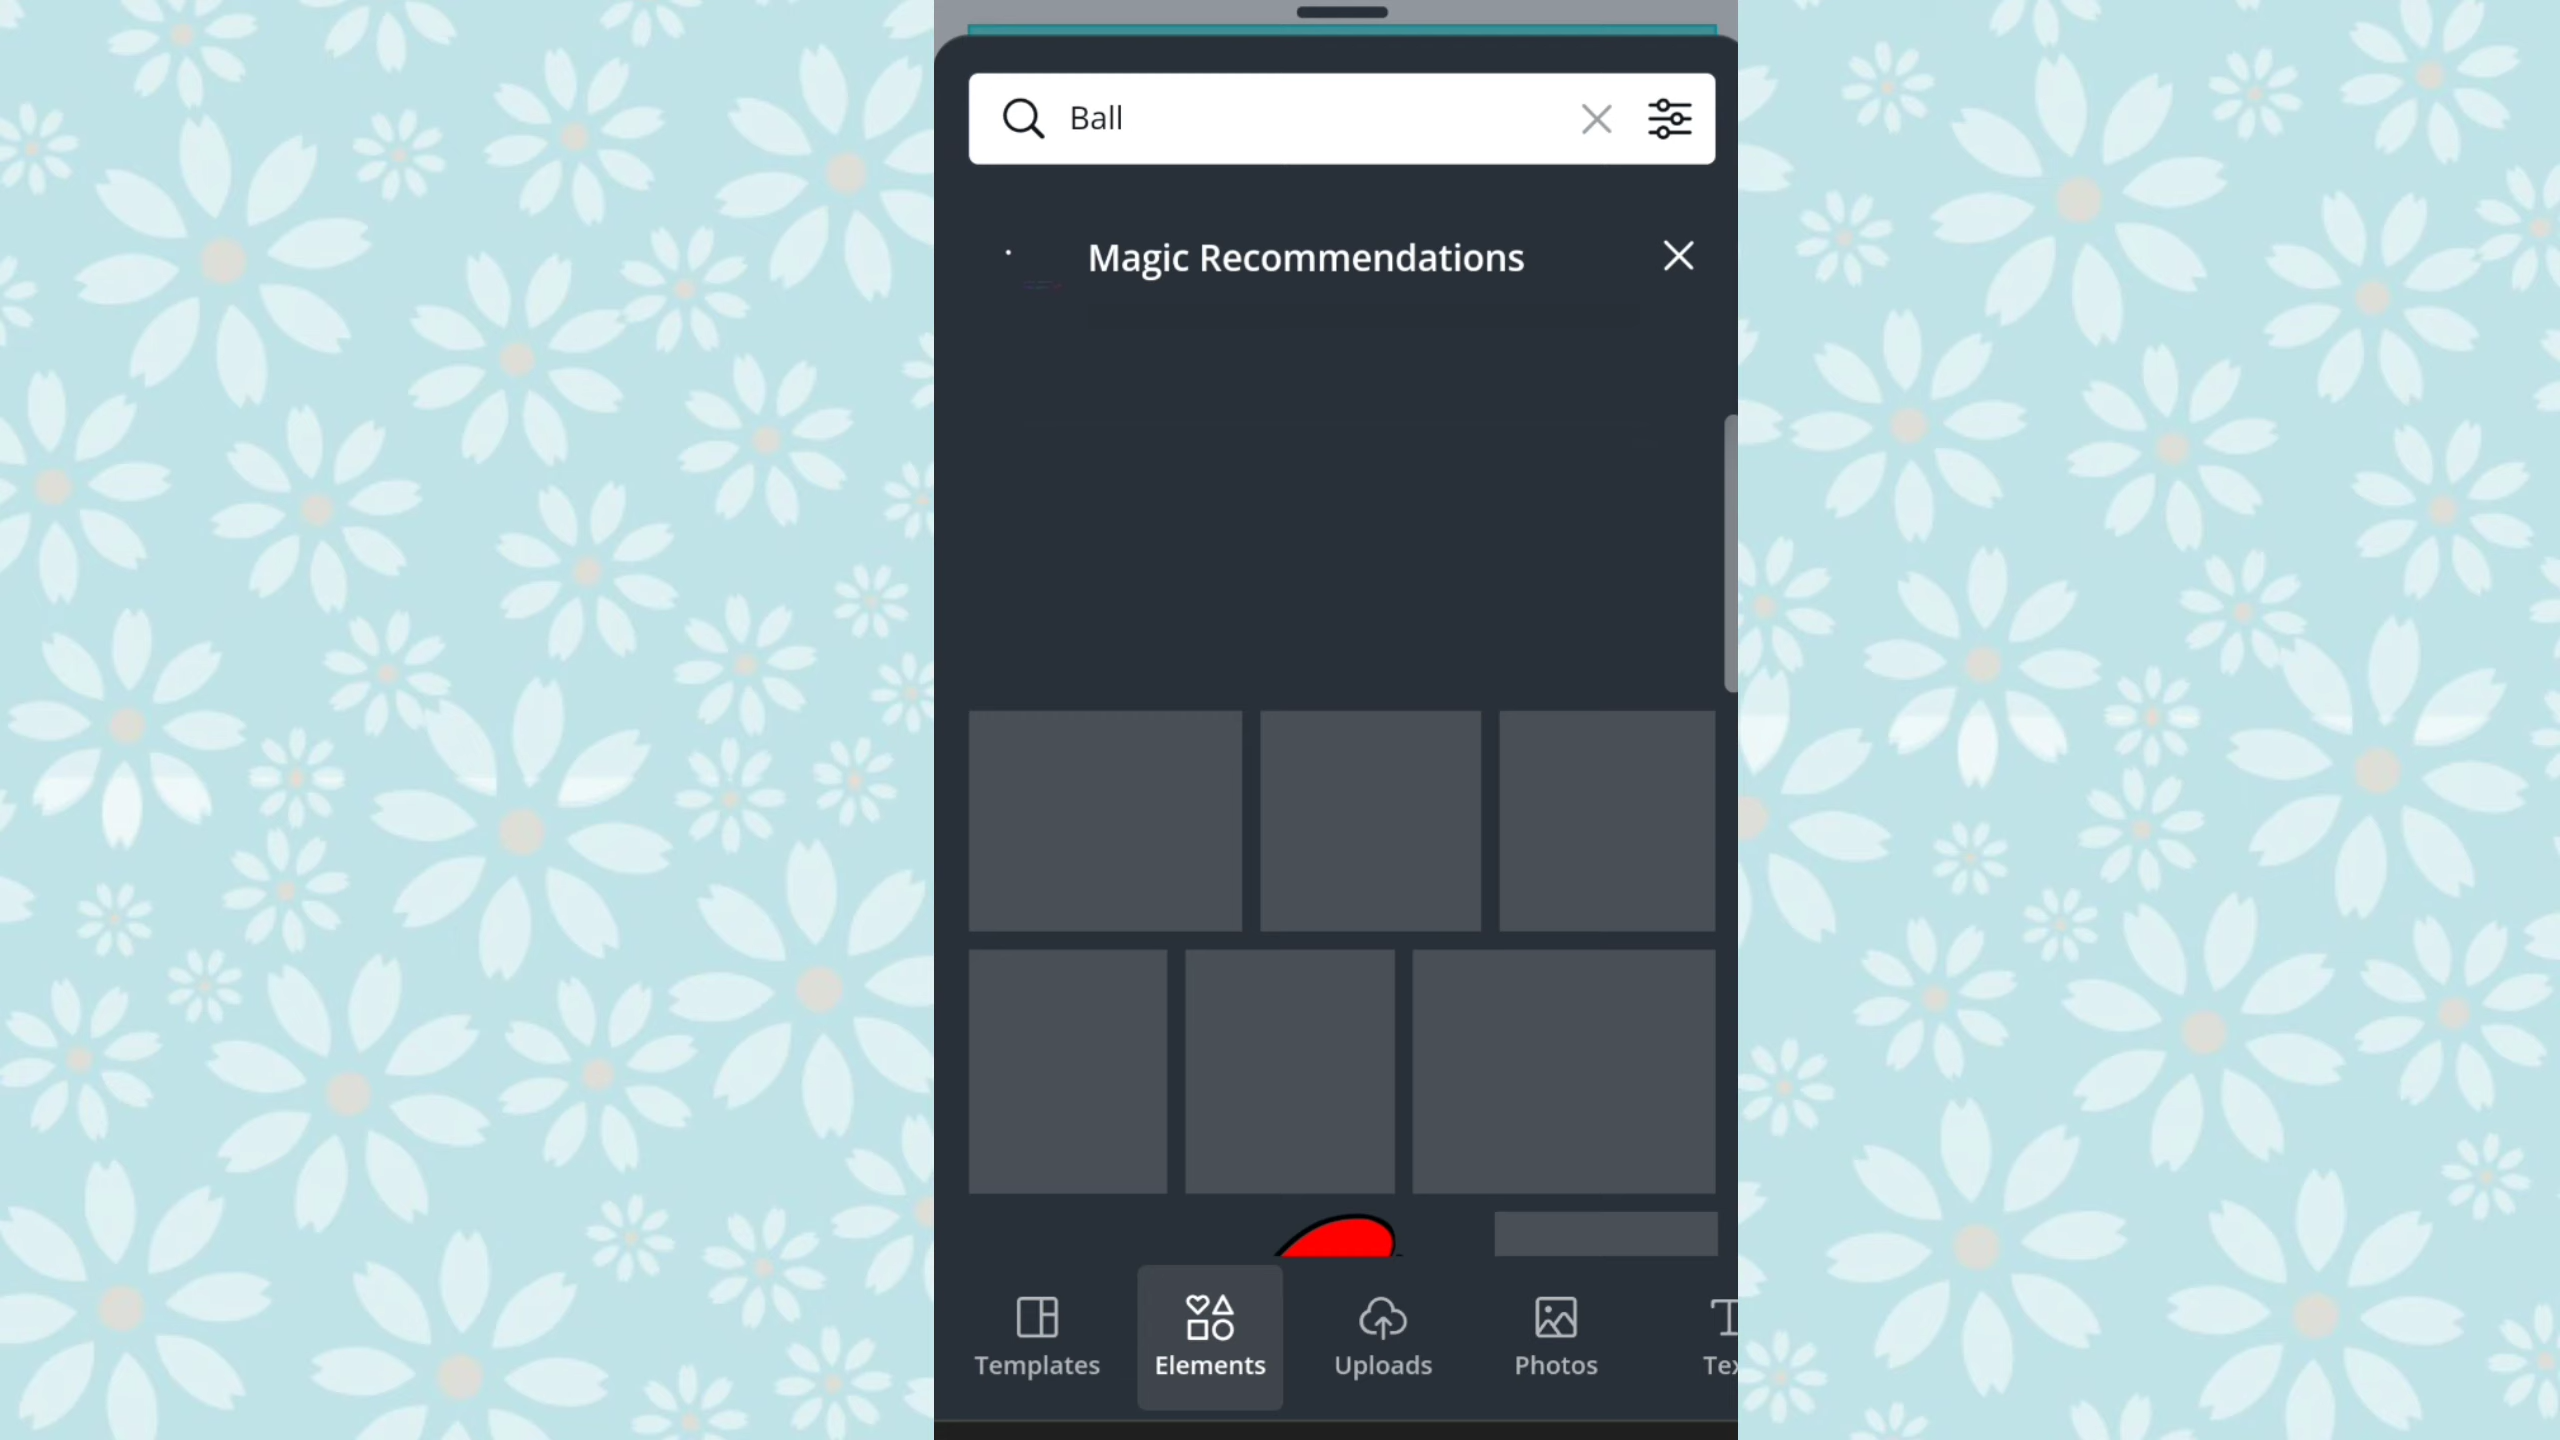 Ball
Magic Recommendations
Templates
Elements
Uploads
Photos